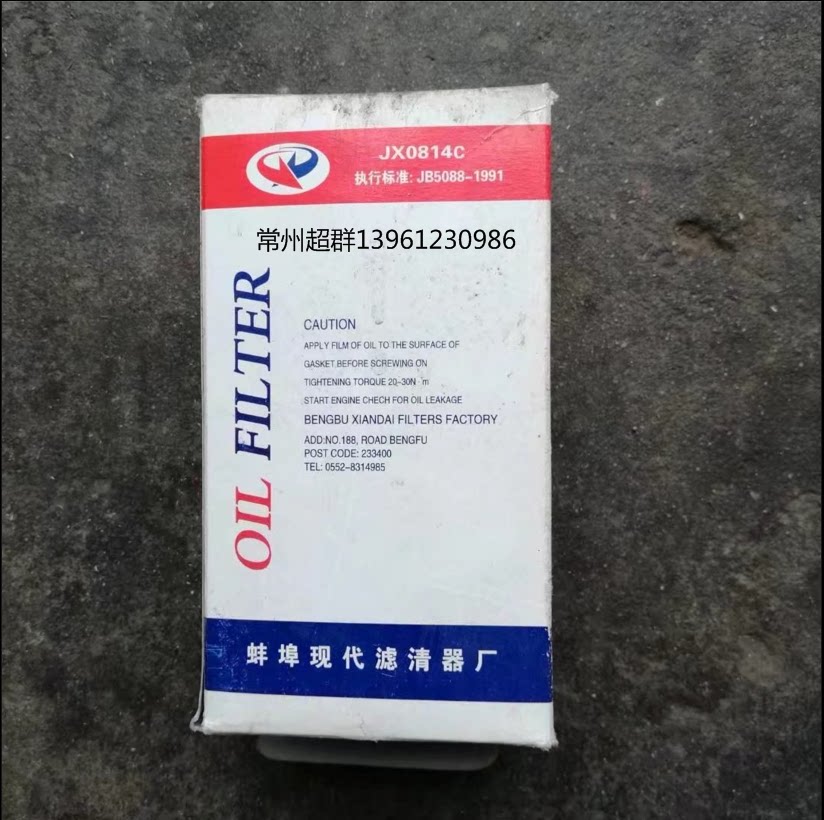 JX0814C
执行标准: JB5088-1991
常州超群13961230986
OIL FILTER
CAUTION
APPLY FILM OF OIL TO THE SURFACE OF
GASKET.BEFORE SCREWING ON
TIGHTENING TORQUE 20-30N·m
START ENGINE CHECH FOR OIL LEAKAGE
BENGBU XIANDAI FILTERS FACTORY
ADD:NO.188, ROAD BENGFU
POST CODE: 233400
TEL: 0552-8314985
蚌埠现代滤清器厂